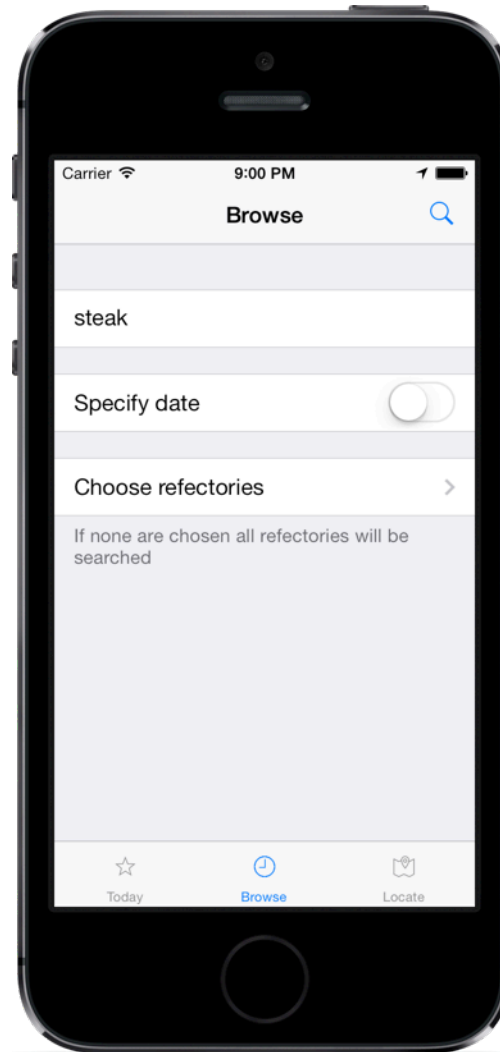 Carrier 9:00 PM
Browse
steak
Specify date
Choose refectories
If none are chosen all refectories will be
searched
Today Browse Locate